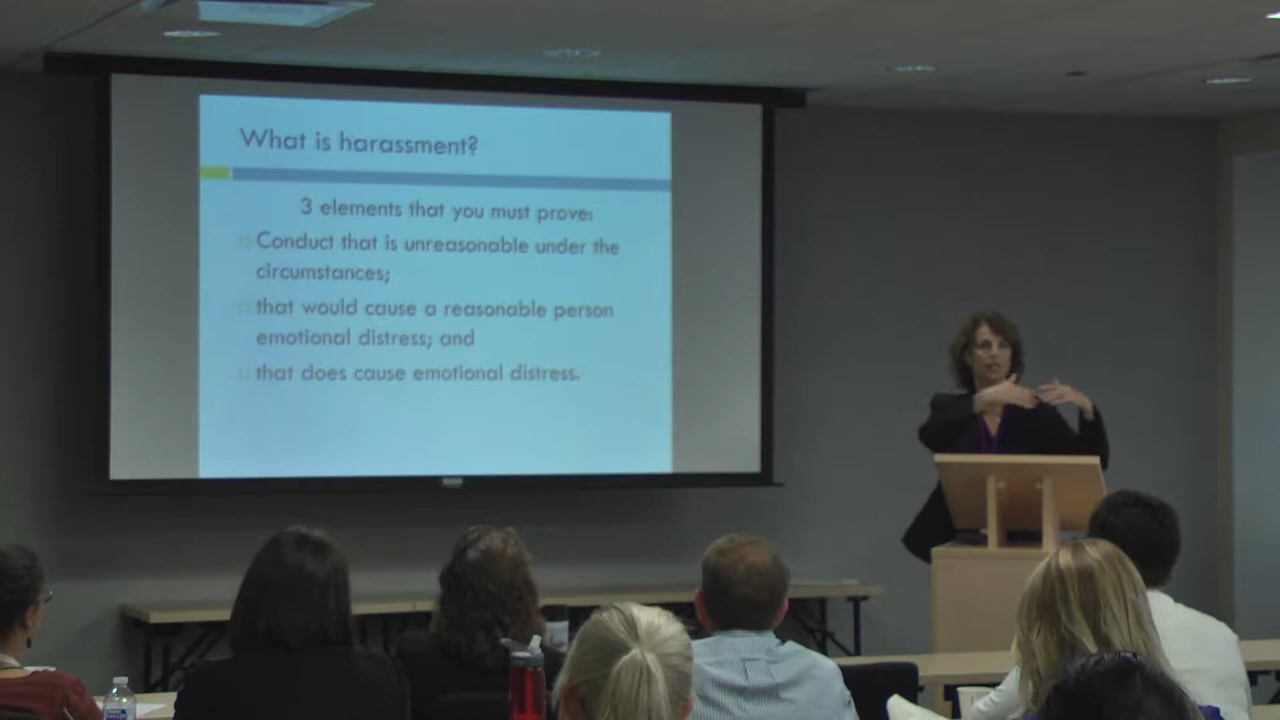 What is harassment?
3 elements that you must prove:
Conduct that is unreasonable under the
circumstances;
that would cause a reasonable person
emotional distress; and
that does cause emotional distress.